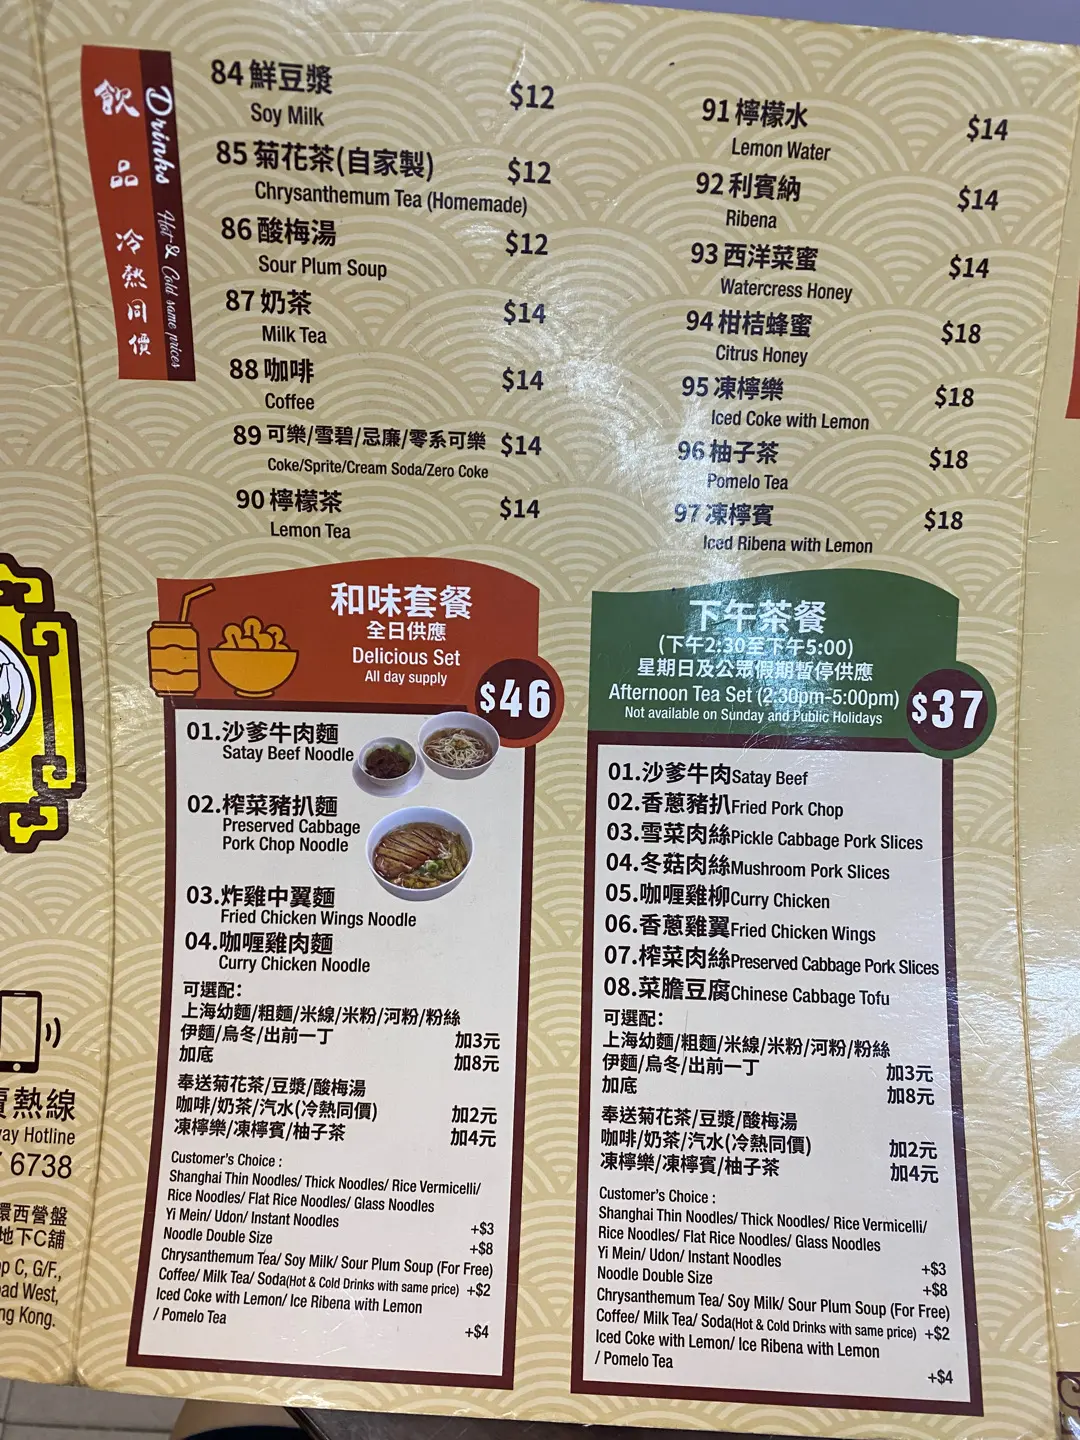 飲品 冷熱同價
Drinks Hot & Cold same prices
84 鮮豆漿 $12
Soy Milk
85 菊花茶(自家製) $12
Chrysanthemum Tea (Homemade)
86 酸梅湯 $12
Sour Plum Soup
87 奶茶 $14
Milk Tea
88 咖啡 $14
Coffee
89 可樂/雪碧/忌廉/零系可樂 $14
Coke/Sprite/Cream Soda/Zero Coke
90 檸檬茶 $14
Lemon Tea
91 檸檬水 $14
Lemon Water
92 利賓納 $14
Ribena
93 西洋菜蜜 $14
Watercress Honey
94 柑桔蜂蜜 $18
Citrus Honey
95 凍檸樂 $18
Iced Coke with Lemon
96 柚子茶 $18
Pomelo Tea
97 凍檸賓 $18
Iced Ribena with Lemon
和味套餐
全日供應
Delicious Set
All day supply
$46
01.沙爹牛肉麵
Satay Beef Noodle
02.榨菜豬扒麵
Preserved Cabbage
Pork Chop Noodle
03.炸雞中翼麵
Fried Chicken Wings Noodle
04.咖喱雞肉麵
Curry Chicken Noodle
可選配：
上海幼麵/粗麵/米線/米粉/河粉/粉絲
伊麵/烏冬/出前一丁 加3元
加底 加8元
奉送菊花茶/豆漿/酸梅湯
咖啡/奶茶/汽水(冷熱同價) 加2元
凍檸樂/凍檸賓/柚子茶 加4元
Customer's Choice :
Shanghai Thin Noodles/ Thick Noodles/ Rice Vermicelli/
Rice Noodles/ Flat Rice Noodles/ Glass Noodles
Yi Mein/ Udon/ Instant Noodles +$3
Noodle Double Size +$8
Chrysanthemum Tea/ Soy Milk/ Sour Plum Soup (For Free)
Coffee/ Milk Tea/ Soda(Hot & Cold Drinks with same price) +$2
Iced Coke with Lemon/ Ice Ribena with Lemon
/ Pomelo Tea +$4
下午茶餐
(下午2:30至下午5:00)
星期日及公眾假期暫停供應
Afternoon Tea Set (2.30pm-5:00pm)
Not available on Sunday and Public Holidays
$37
01.沙爹牛肉Satay Beef
02.香蔥豬扒Fried Pork Chop
03.雪菜肉絲Pickle Cabbage Pork Slices
04.冬菇肉絲Mushroom Pork Slices
05.咖喱雞柳Curry Chicken
06.香蔥雞翼Fried Chicken Wings
07.榨菜肉絲Preserved Cabbage Pork Slices
08.菜膽豆腐Chinese Cabbage Tofu
可選配：
上海幼麵/粗麵/米線/米粉/河粉/粉絲
伊麵/烏冬/出前一丁 加3元
加底 加8元
奉送菊花茶/豆漿/酸梅湯
咖啡/奶茶/汽水(冷熱同價) 加2元
凍檸樂/凍檸賓/柚子茶 加4元
Customer's Choice :
Shanghai Thin Noodles/ Thick Noodles/ Rice Vermicelli/
Rice Noodles/ Flat Rice Noodles/ Glass Noodles
Yi Mein/ Udon/ Instant Noodles +$3
Noodle Double Size +$8
Chrysanthemum Tea/ Soy Milk/ Sour Plum Soup (For Free)
Coffee/ Milk Tea/ Soda(Hot & Cold Drinks with same price) +$2
Iced Coke with Lemon/ Ice Ribena with Lemon
/ Pomelo Tea +$4
熱線
Hotline
6738
環西營盤
地下C舖
C, G/F.,
West,
Kong.